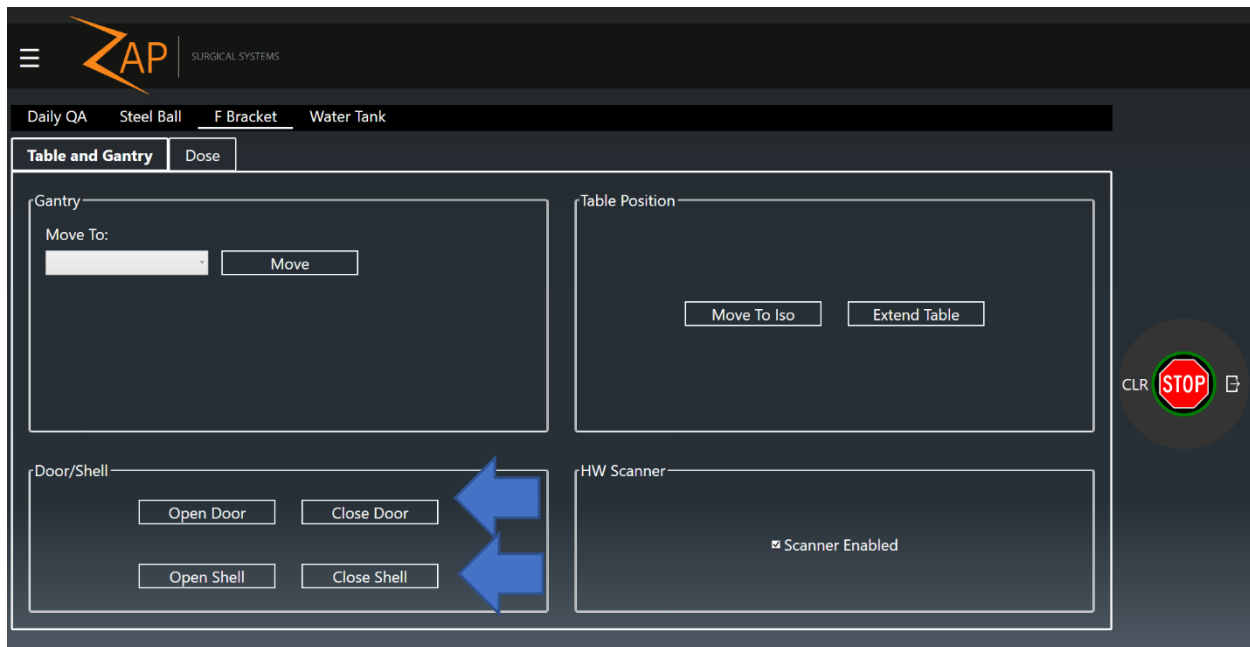 ZAP
SURGICAL SYSTEMS
Daily QA Steel Ball F Bracket Water Tank
Table and Gantry Dose
Gantry
Move To:
Move
Table Position
Move To Iso Extend Table
CLR STOP
Door/Shell
Open Door Close Door
Open Shell Close Shell
HW Scanner
Scanner Enabled